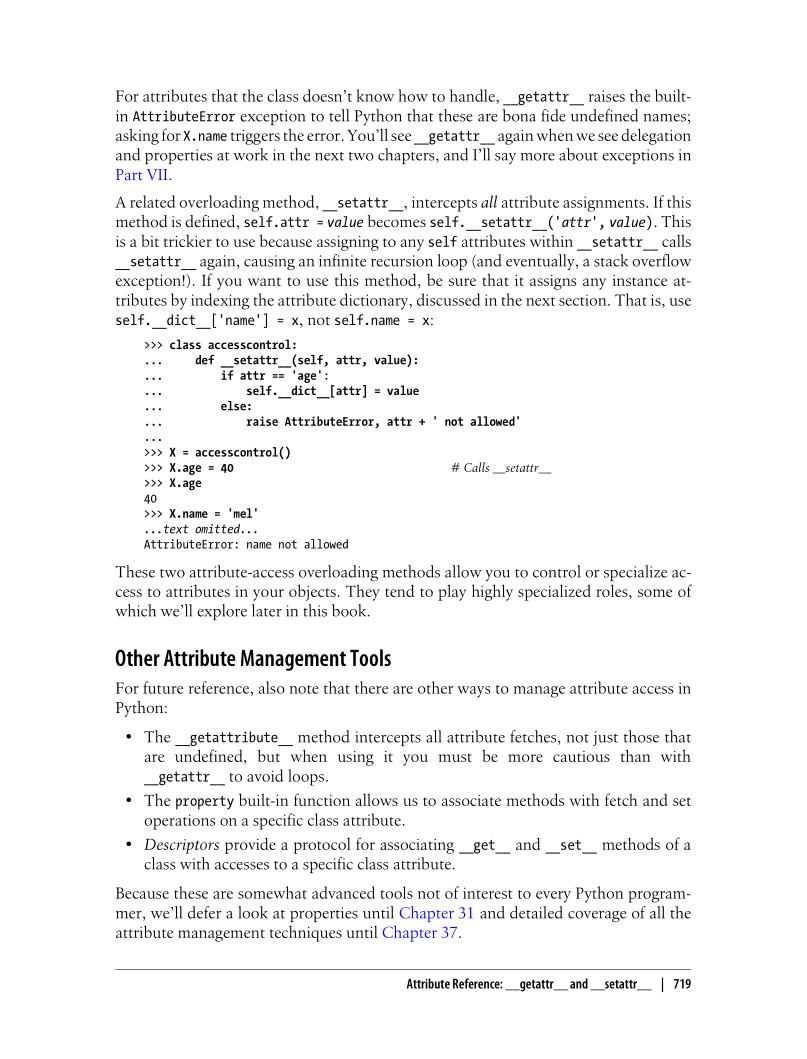 For attributes that the class doesn’t know how to handle, __getattr__ raises the built-
in AttributeError exception to tell Python that these are bona fide undefined names;
asking for X.name triggers the error. You’ll see __getattr__ again when we see delegation
and properties at work in the next two chapters, and I’ll say more about exceptions in
Part VII.
A related overloading method, __setattr__, intercepts all attribute assignments. If this
method is defined, self.attr = value becomes self.__setattr__('attr', value). This
is a bit trickier to use because assigning to any self attributes within __setattr__ calls
__setattr__ again, causing an infinite recursion loop (and eventually, a stack overflow
exception!). If you want to use this method, be sure that it assigns any instance at-
tributes by indexing the attribute dictionary, discussed in the next section. That is, use
self.__dict__['name'] = x, not self.name = x:
>>> class accesscontrol:
...     def __setattr__(self, attr, value):
...         if attr == 'age':
...             self.__dict__[attr] = value
...         else:
...             raise AttributeError, attr + ' not allowed'
...
>>> X = accesscontrol()
>>> X.age = 40 # Calls __setattr__
>>> X.age
40
>>> X.name = 'mel'
...text omitted...
AttributeError: name not allowed
These two attribute-access overloading methods allow you to control or specialize ac-
cess to attributes in your objects. They tend to play highly specialized roles, some of
which we’ll explore later in this book.
Other Attribute Management Tools
For future reference, also note that there are other ways to manage attribute access in
Python:
• The __getattribute__ method intercepts all attribute fetches, not just those that
are undefined, but when using it you must be more cautious than with
__getattr__ to avoid loops.
• The property built-in function allows us to associate methods with fetch and set
operations on a specific class attribute.
• Descriptors provide a protocol for associating __get__ and __set__ methods of a
class with accesses to a specific class attribute.
Because these are somewhat advanced tools not of interest to every Python program-
mer, we’ll defer a look at properties until Chapter 31 and detailed coverage of all the
attribute management techniques until Chapter 37.
Attribute Reference: __getattr__ and __setattr__ | 719